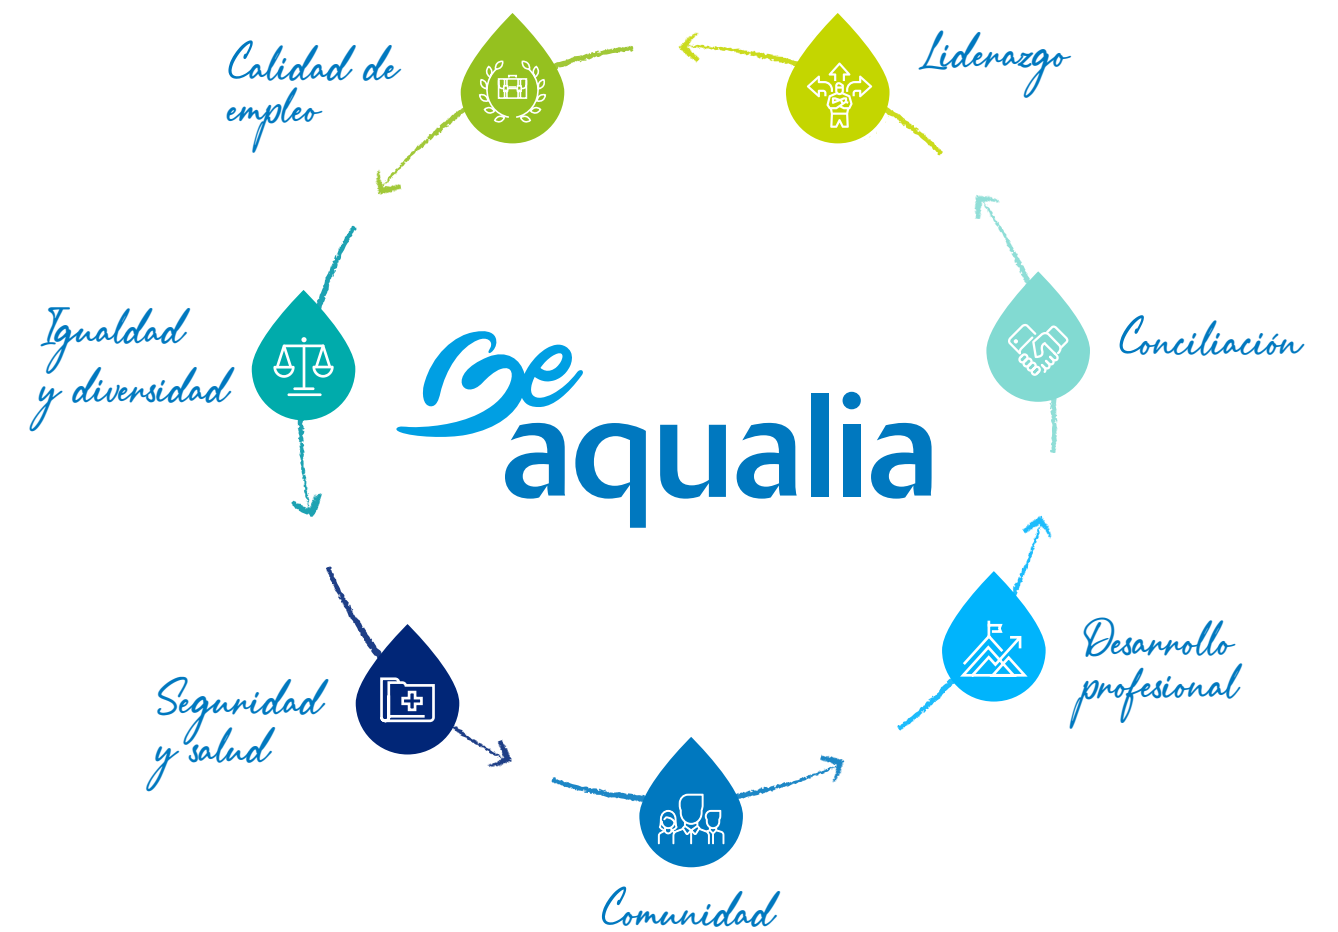 Calidad de
empleo
Liderazgo
Igualdad
y diversidad
Conciliación
Be
aqualia
Seguridad
y salud
Desarrollo
profesional
Comunidad